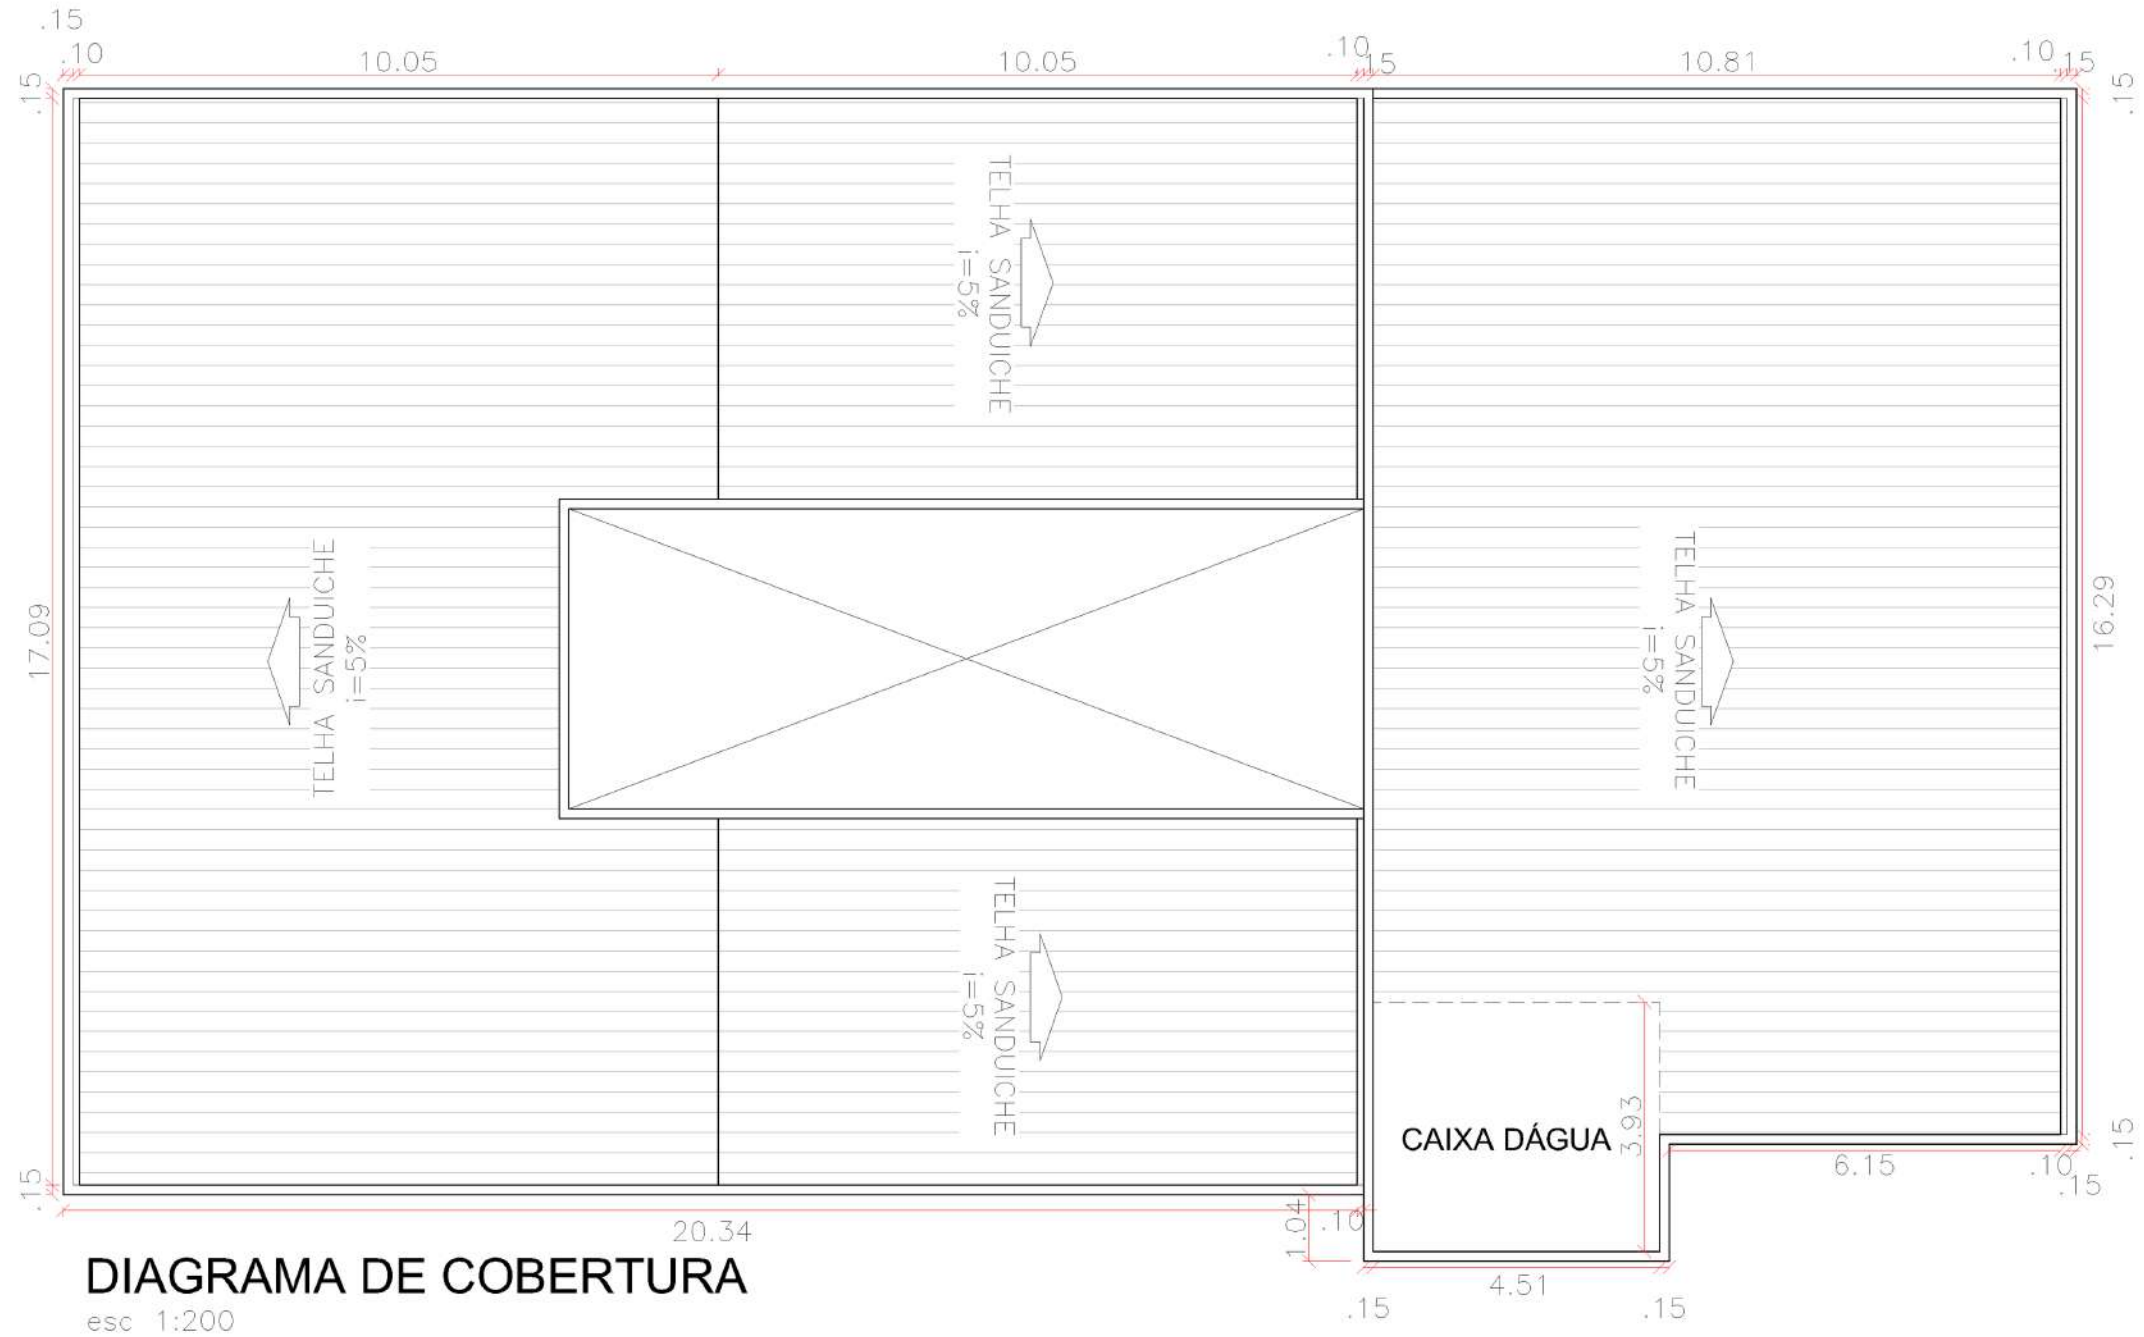 .15
.10
10.05
10.05
.10
.15
10.81
.10
.15
.15
.15
TELHA SANDUICHE
i=5%
TELHA SANDUICHE
i=5%
TELHA SANDUICHE
i=5%
17.09
16.29
TELHA SANDUICHE
i=5%
3.93
CAIXA DÁGUA
.15
6.15
.10
.15
.15
1.04
.10
20.34
4.51
.15
.15
DIAGRAMA DE COBERTURA
esc 1:200